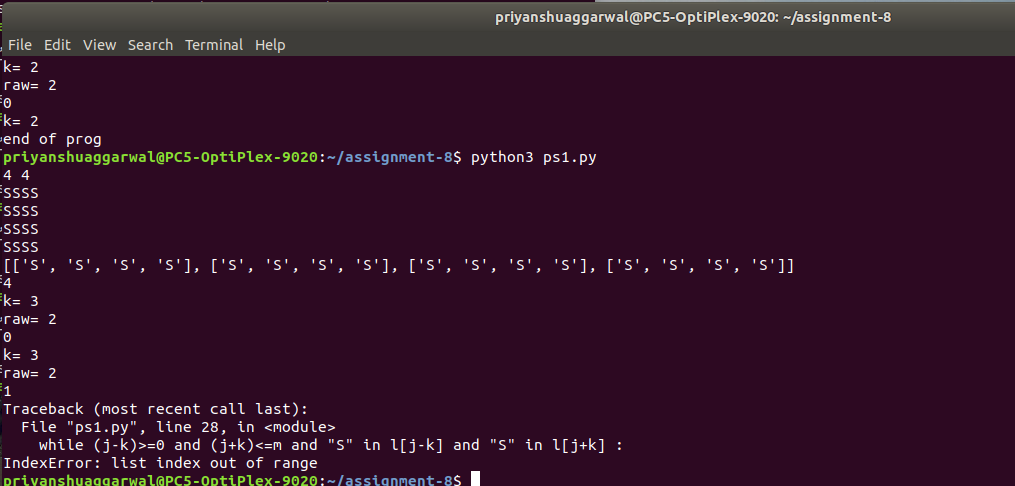 priyanshuaggarwal@PC5-OptiPlex-9020: ~/assignment-8
File Edit View Search Terminal Help
k= 2
raw= 2
0
k= 2
end of prog
priyanshuaggarwal@PC5-OptiPlex-9020:~/assignment-8$ python3 ps1.py
4 4
SSSS
SSSS
SSSS
SSSS
[['S', 'S', 'S', 'S'], ['S', 'S', 'S', 'S'], ['S', 'S', 'S', 'S'], ['S', 'S', 'S', 'S']]
4
k= 3
raw= 2
0
k= 3
raw= 2
1
Traceback (most recent call last):
  File "ps1.py", line 28, in <module>
    while (j-k)>=0 and (j+k)<=m and "S" in l[j-k] and "S" in l[j+k] :
IndexError: list index out of range
priyanshuaggarwal@PC5-OptiPlex-9020:~/assignment-8$